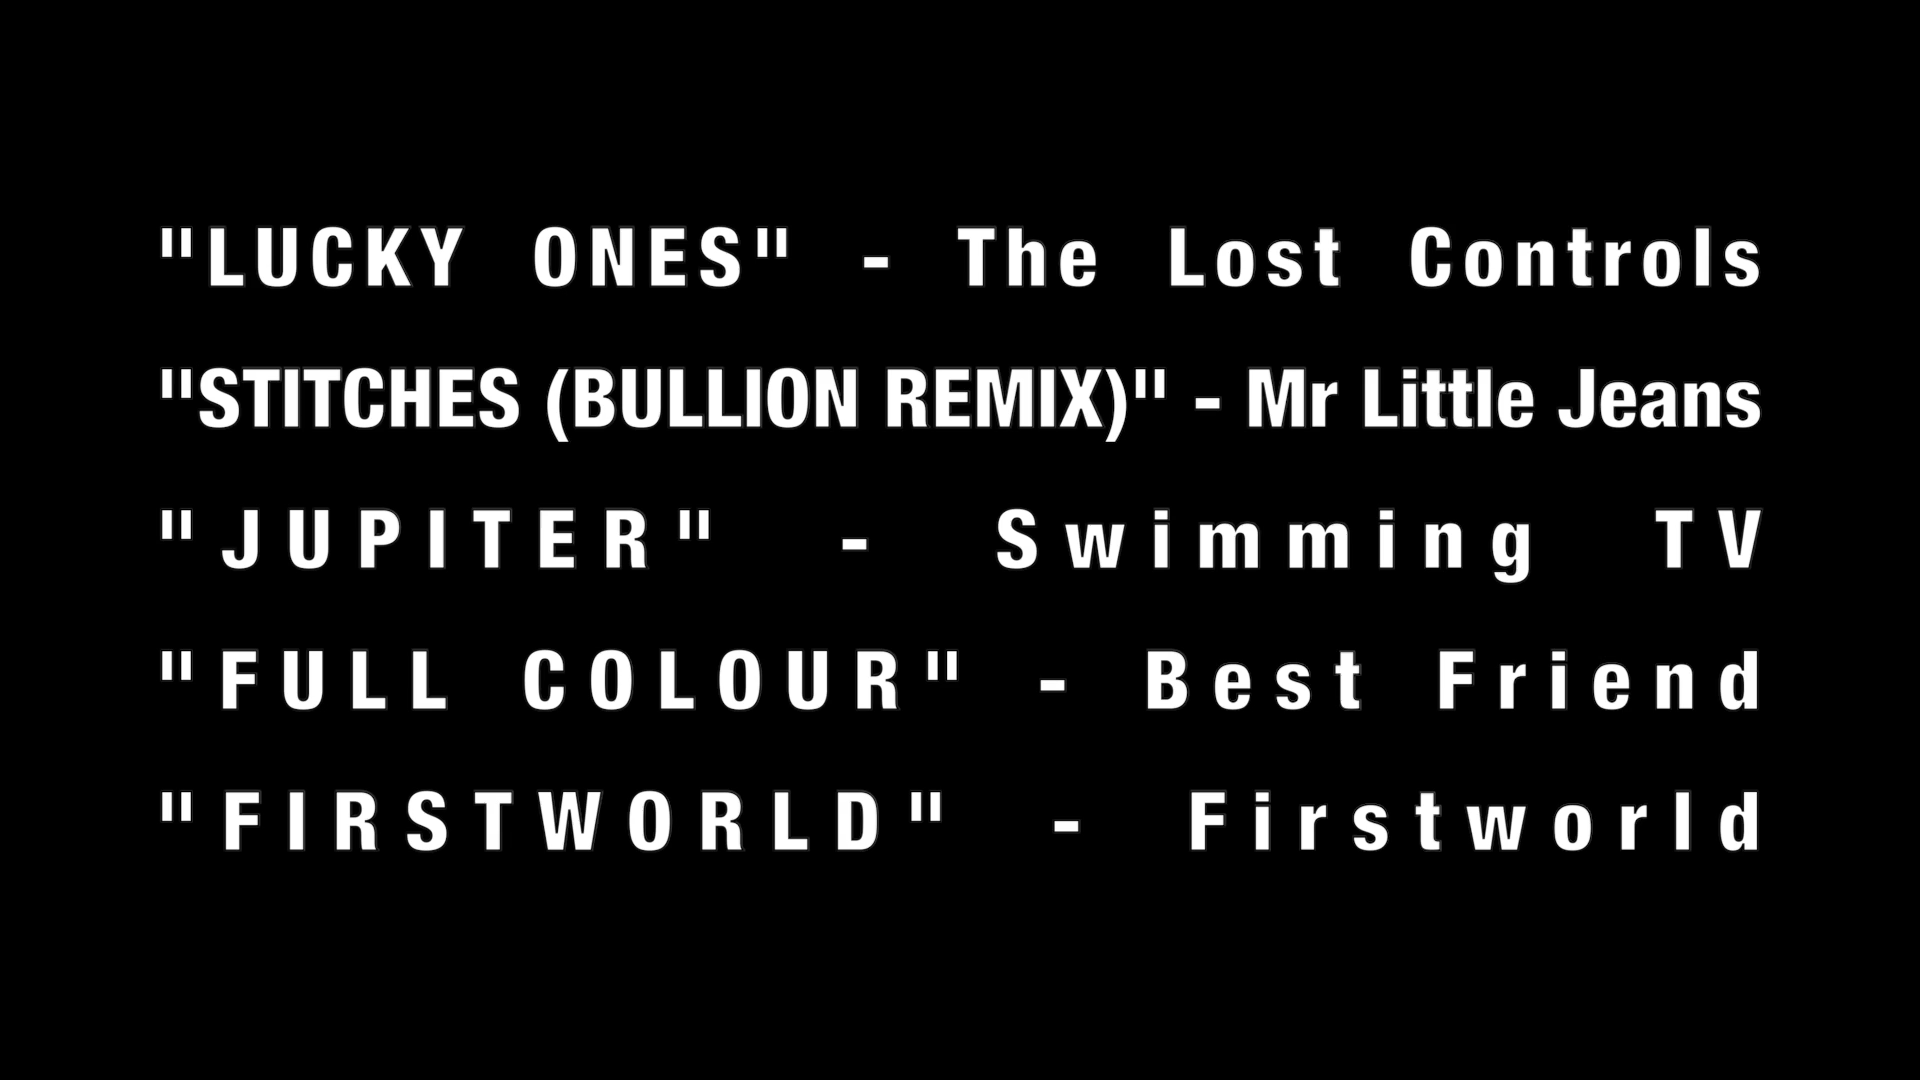 "LUCKY ONES" - The Lost Controls
"STITCHES (BULLION REMIX)" - Mr Little Jeans
"JUPITER" - Swimming TV
"FULL COLOUR" - Best Friend
"FIRSTWORLD" - Firstworld